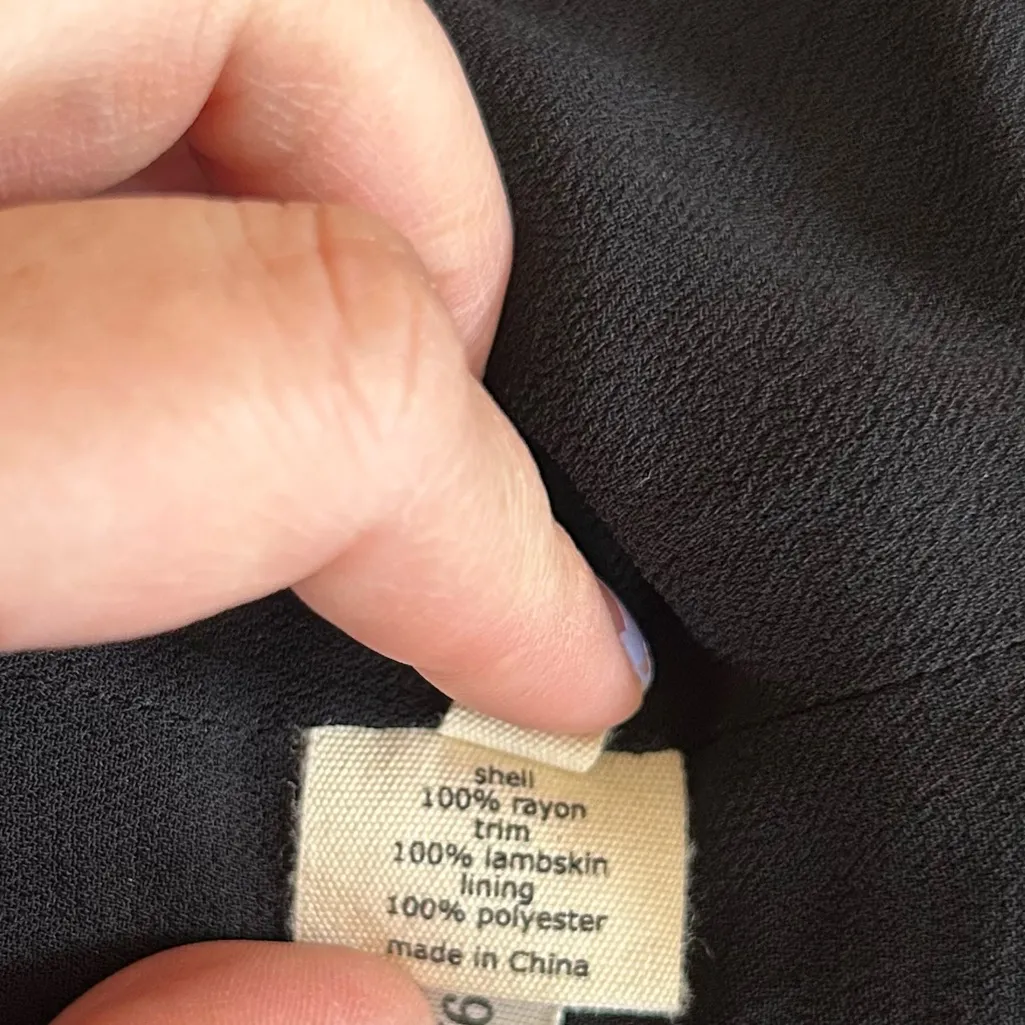 shell
100% rayon
trim
100% lambskin
lining
100% polyester
made in China